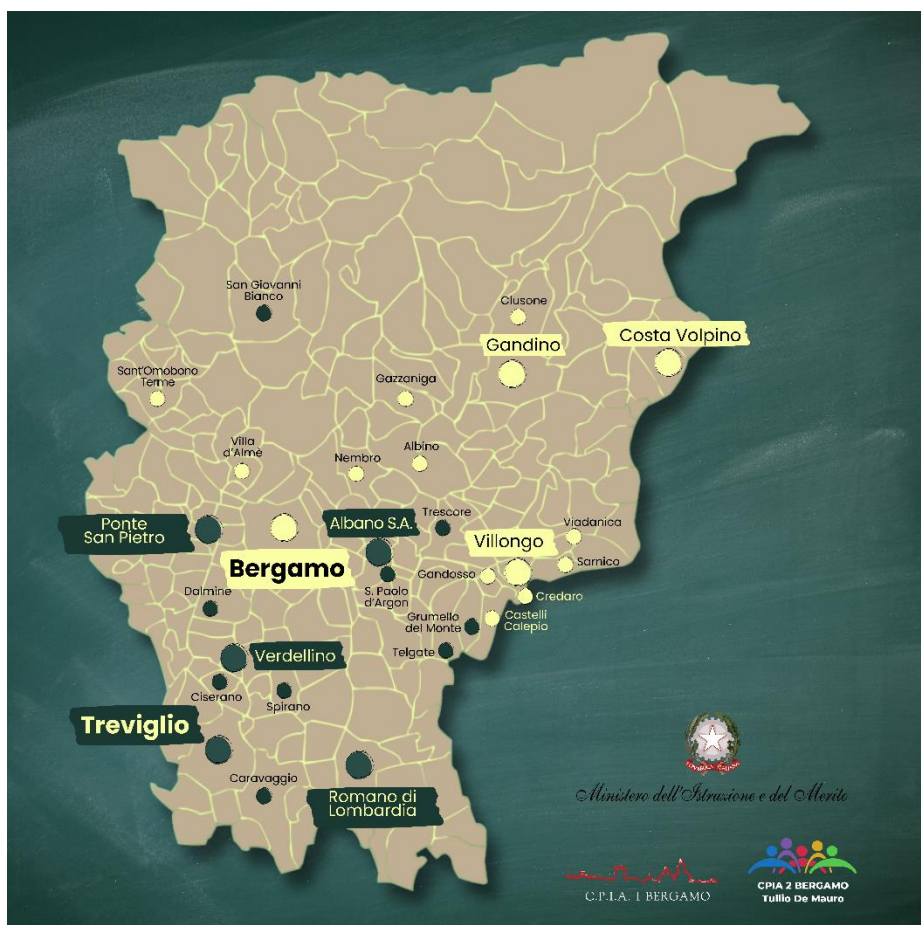 San Giovanni
Bianco
Clusone
Gandino
Costa Volpino
Sant'Omobono
Terme
Gazzaniga
Villa
d'Almè
Nembro
Albino
Ponte
San Pietro
Bergamo
Albano S.A.
Trescore
Viadanica
Villongo
Sarnico
Gandosso
S. Paolo
d'Argon
Dalmine
Credaro
Castelli
Calepio
Grumello
del Monte
Telgate
Verdellino
Ciserano
Spirano
Treviglio
Caravaggio
Romano di
Lombardia
REPVBBLICA ITALIANA
Ministero dell'Istruzione e del Merito
C.P.I.A. 1 BERGAMO
CPIA 2 BERGAMO
Tullio De Mauro